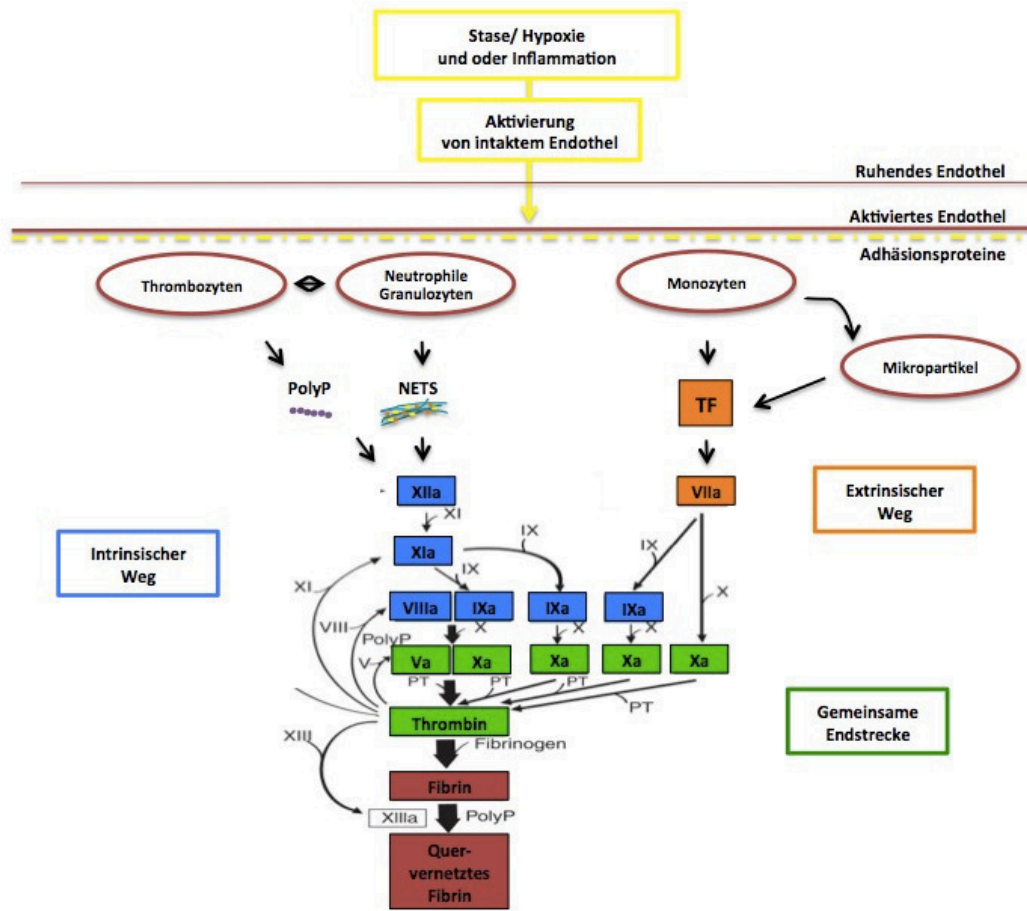 Stase/ Hypoxie
und oder Inflammation
Aktivierung
von intaktem Endothel
Ruhendes Endothel
Aktiviertes Endothel
Adhäsionsproteine
Thrombozyten
Neutrophile
Granulozyten
Monozyten
Mikropartikel
PolyP
NETS
TF
XIIa
VIIa
Extrinsischer
Weg
XI
Intrinsischer
Weg
XIa
IX
IX
IX
X
XI
VIII
VIIIa
IXa
IXa
IXa
PolyP
X
X
X
V
Va
Xa
Xa
Xa
Xa
PT
PT
PT
PT
Thrombin
Gemeinsame
Endstrecke
XIII
Fibrinogen
Fibrin
XIIIa
PolyP
Quer-
vernetztes
Fibrin